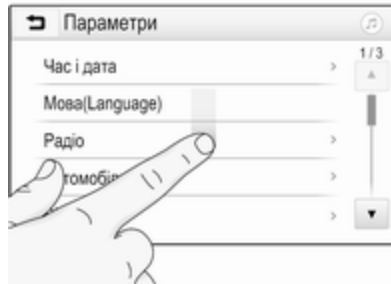 Параметри
1/3
Час і дата
Мова(Language)
Радіо